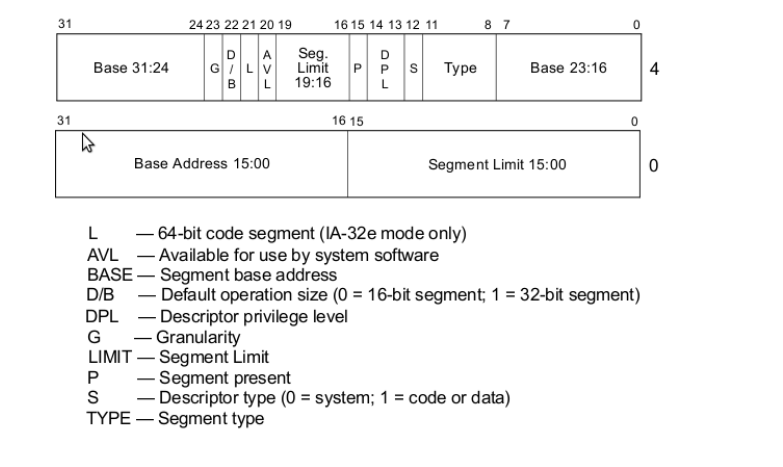 31 24 23 22 21 20 19 16 15 14 13 12 11 8 7 0
Base 31:24 G D/B L AVL Seg. Limit 19:16 P DPL S Type Base 23:16 4
31 16 15 0
Base Address 15:00 Segment Limit 15:00 0
L — 64-bit code segment (IA-32e mode only)
AVL — Available for use by system software
BASE — Segment base address
D/B — Default operation size (0 = 16-bit segment; 1 = 32-bit segment)
DPL — Descriptor privilege level
G — Granularity
LIMIT — Segment Limit
P — Segment present
S — Descriptor type (0 = system; 1 = code or data)
TYPE — Segment type